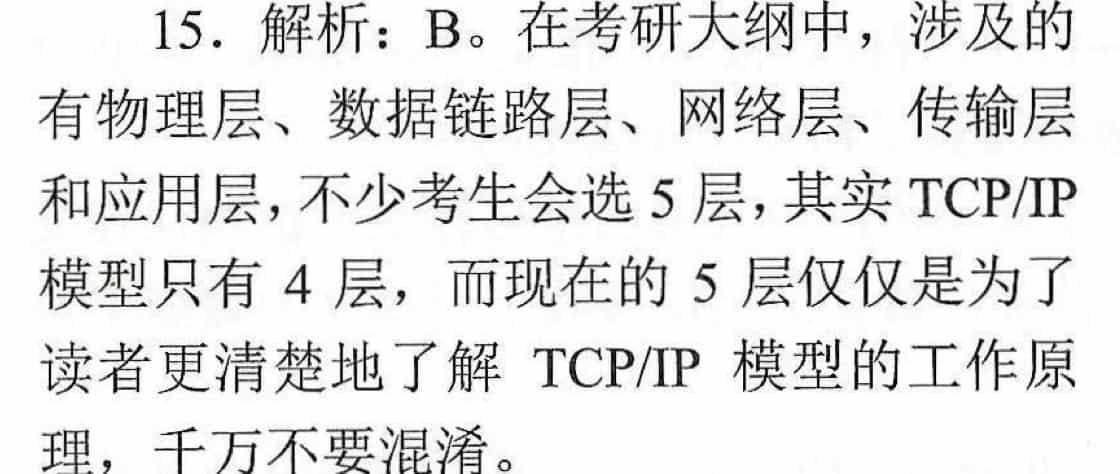 15．解析：B。在考研大纲中，涉及的
有物理层、数据链路层、网络层、传输层
和应用层，不少考生会选 5 层，其实 TCP/IP
模型只有 4 层，而现在的 5 层仅仅是为了
读者更清楚地了解 TCP/IP 模型的工作原
理，千万不要混淆。